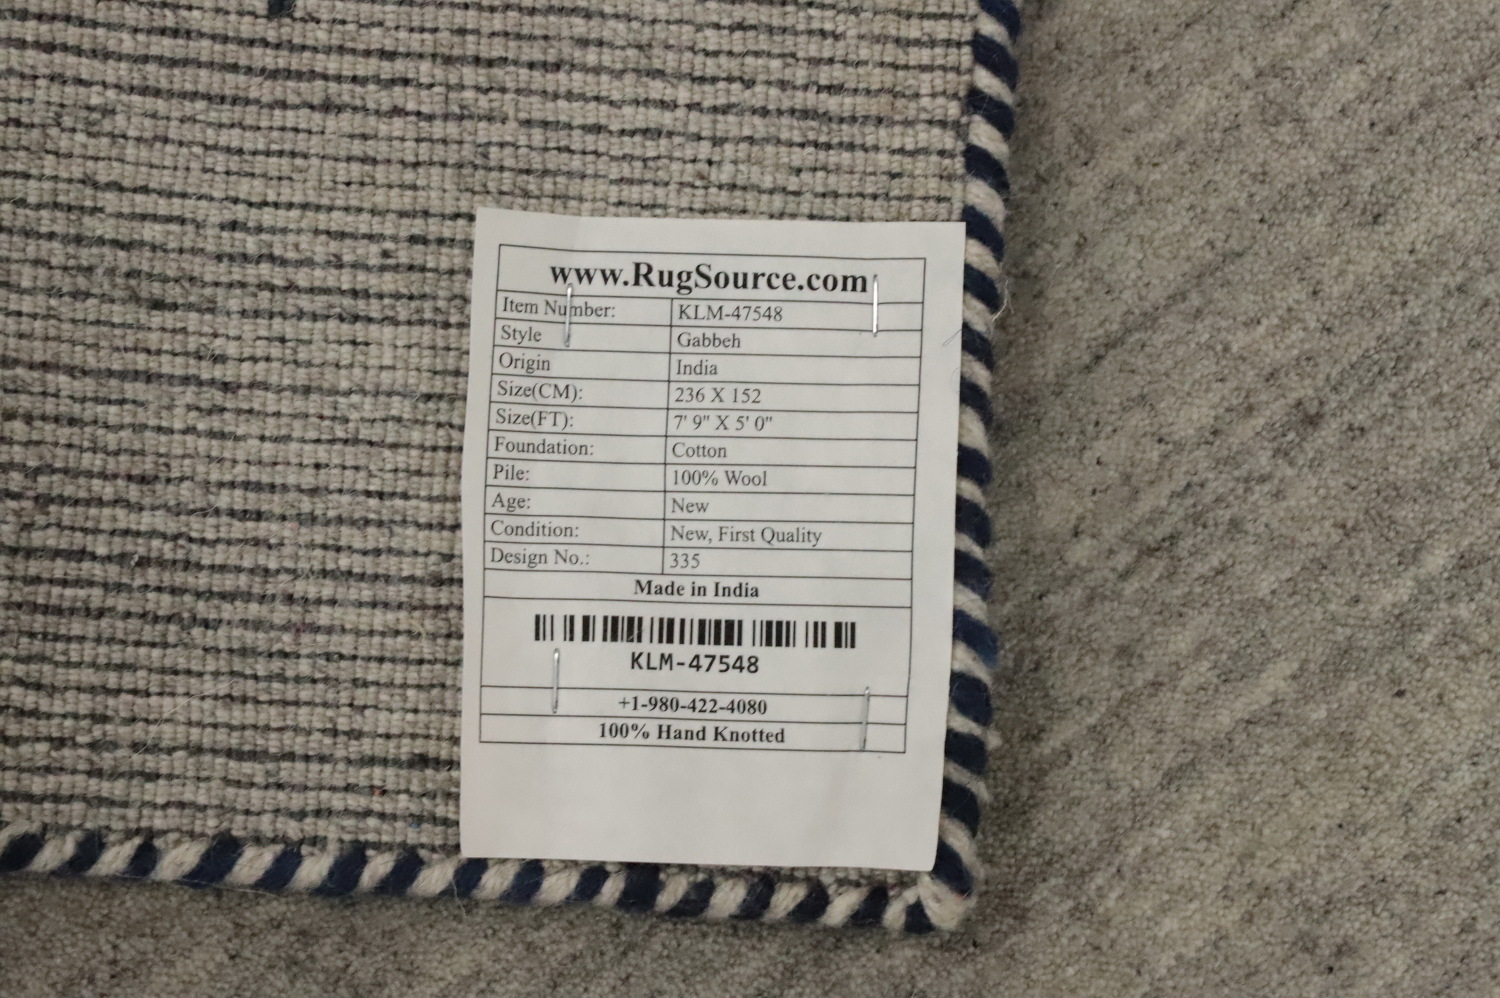 www.RugSource.com
Item Number: KLM-47548
Style Gabbeh
Origin India
Size(CM): 236 X 152
Size(FT): 7' 9" X 5' 0"
Foundation: Cotton
Pile: 100% Wool
Age: New
Condition: New, First Quality
Design No.: 335
Made in India
KLM-47548
+1-980-422-4080
100% Hand Knotted